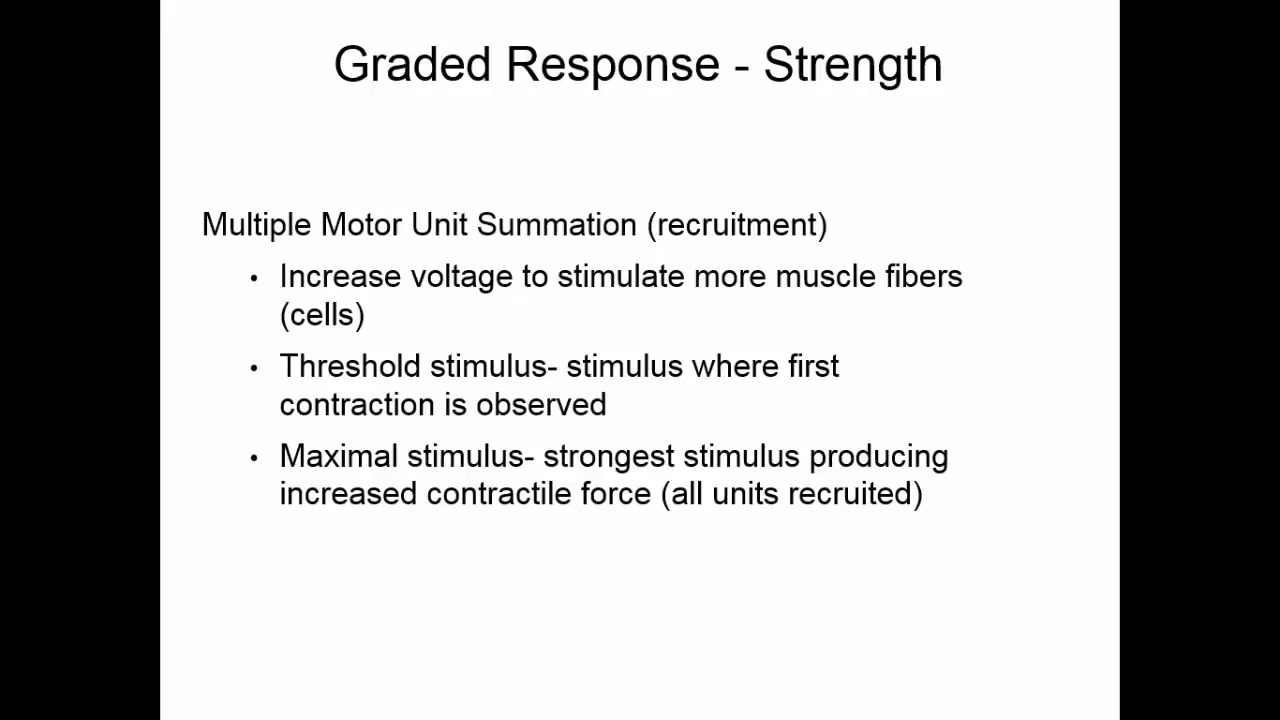 Graded Response - Strength
Multiple Motor Unit Summation (recruitment)
• Increase voltage to stimulate more muscle fibers
(cells)
• Threshold stimulus- stimulus where first
contraction is observed
• Maximal stimulus- strongest stimulus producing
increased contractile force (all units recruited)